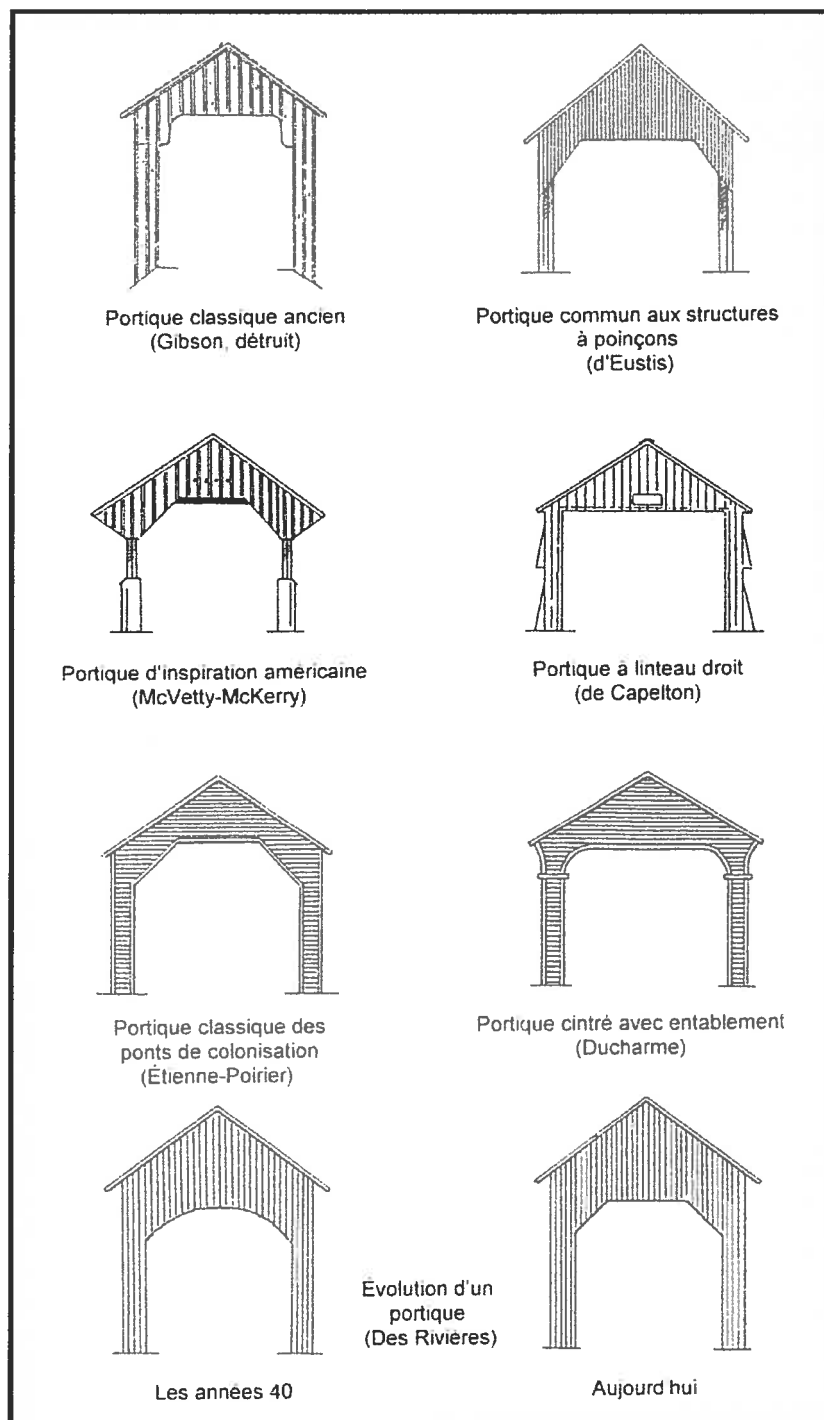 Portique classique ancien
(Gibson, détruit)
Portique commun aux structures
à poinçons
(d'Eustis)
Portique d'inspiration américaine
(McVetty-McKerry)
Portique à linteau droit
(de Capelton)
Portique classique des
ponts de colonisation
(Étienne-Poirier)
Portique cintré avec entablement
(Ducharme)
Evolution d'un
portique
(Des Rivières)
Les années 40
Aujourd hui